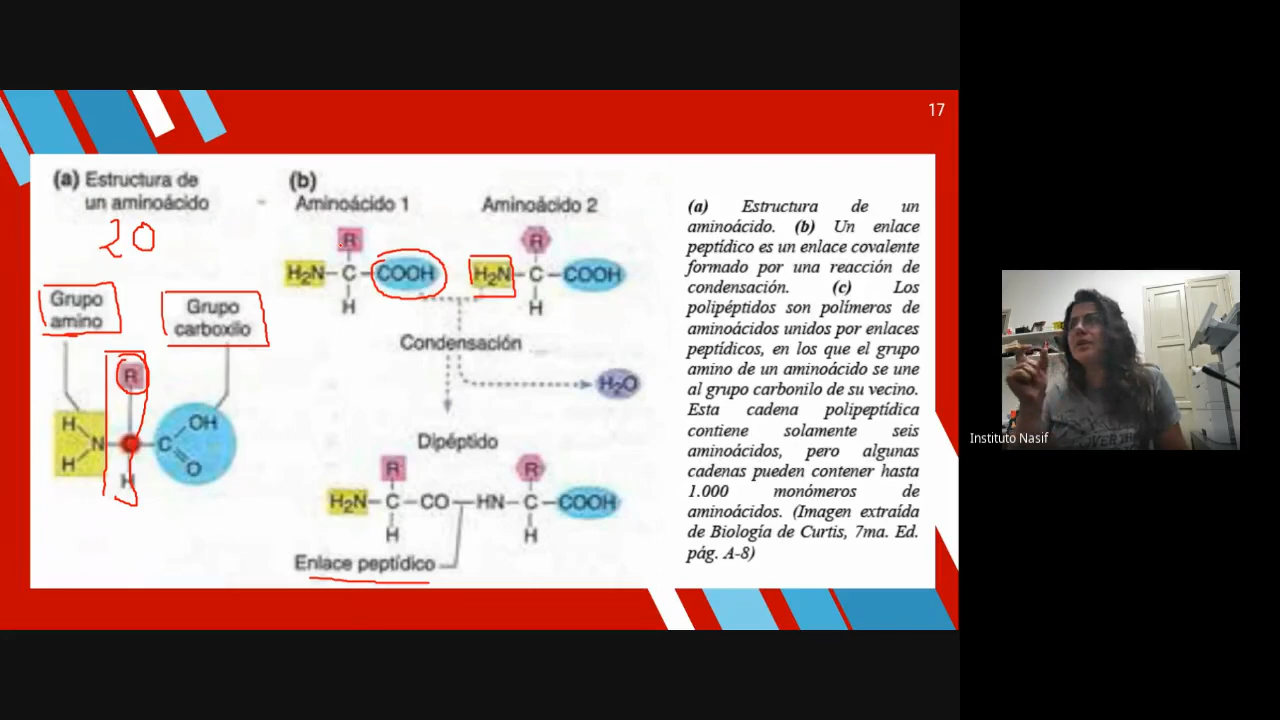 17
(a) Estructura de
un aminoácido
20
Grupo
amino
Grupo
carboxilo
R
H
H
N
C
C
OH
O
H
(b)
Aminoácido 1
Aminoácido 2
R
R
H₂N–C–COOH
H₂N–C–COOH
H
H
Condensación
H₂O
Dipéptido
R
R
H₂N–C–CO–HN–C–COOH
H
H
Enlace peptídico
(a) Estructura de un
aminoácido. (b) Un enlace
peptídico es un enlace covalente
formado por una reacción de
condensación. (c) Los
polipéptidos son polímeros de
aminoácidos unidos por enlaces
peptídicos, en los que el grupo
amino de un aminoácido se une
al grupo carbonilo de su vecino.
Esta cadena polipeptídica
contiene solamente seis
aminoácidos, pero algunas
cadenas pueden contener hasta
1.000 monómeros de
aminoácidos. (Imagen extraída
de Biología de Curtis, 7ma. Ed.
pág. A-8)
Instituto Nasif